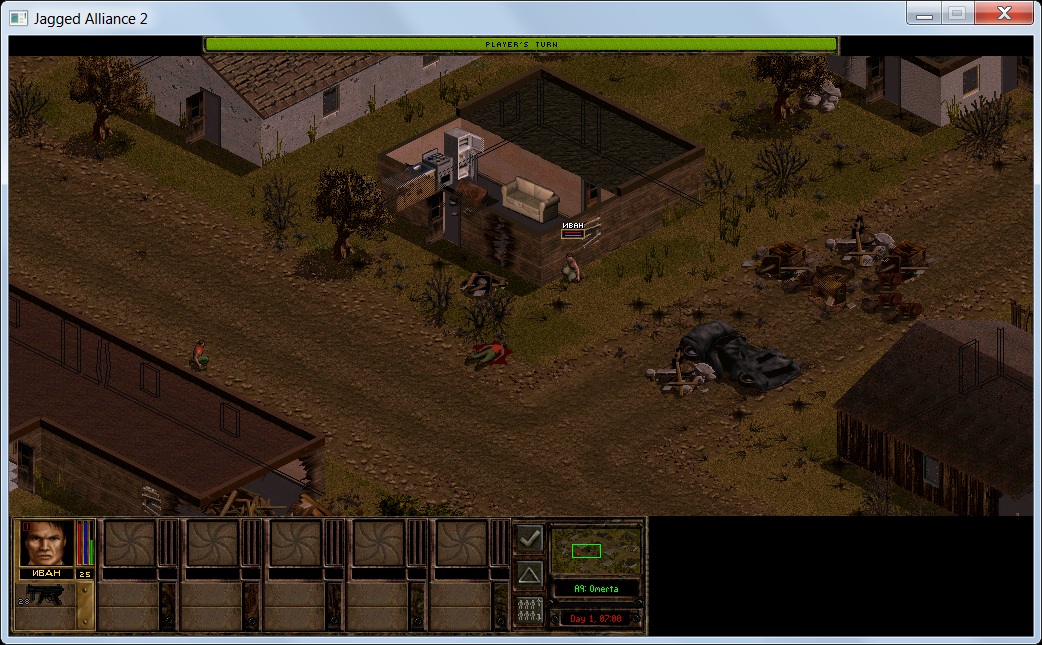 Jagged Alliance 2
PLAYER'S TURN
ИВАН
ИВАН
25
28
A9: Omerta
Day 1, 07:00